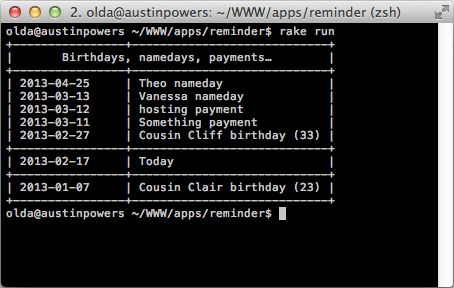 2. olda@austinpowers: ~/WWW/apps/reminder (zsh)
olda@austinpowers ~/WWW/apps/reminder$ rake run
+---------------+-----------------------------+
|       Birthdays, namedays, payments…        |
+---------------+-----------------------------+
| 2013-04-25    | Theo nameday                |
| 2013-03-13    | Vanessa nameday             |
| 2013-03-12    | hosting payment             |
| 2013-03-11    | Something payment           |
| 2013-02-27    | Cousin Cliff birthday (33)  |
+---------------+-----------------------------+
| 2013-02-17    | Today                       |
+---------------+-----------------------------+
| 2013-01-07    | Cousin Clair birthday (23)  |
+---------------+-----------------------------+
olda@austinpowers ~/WWW/apps/reminder$